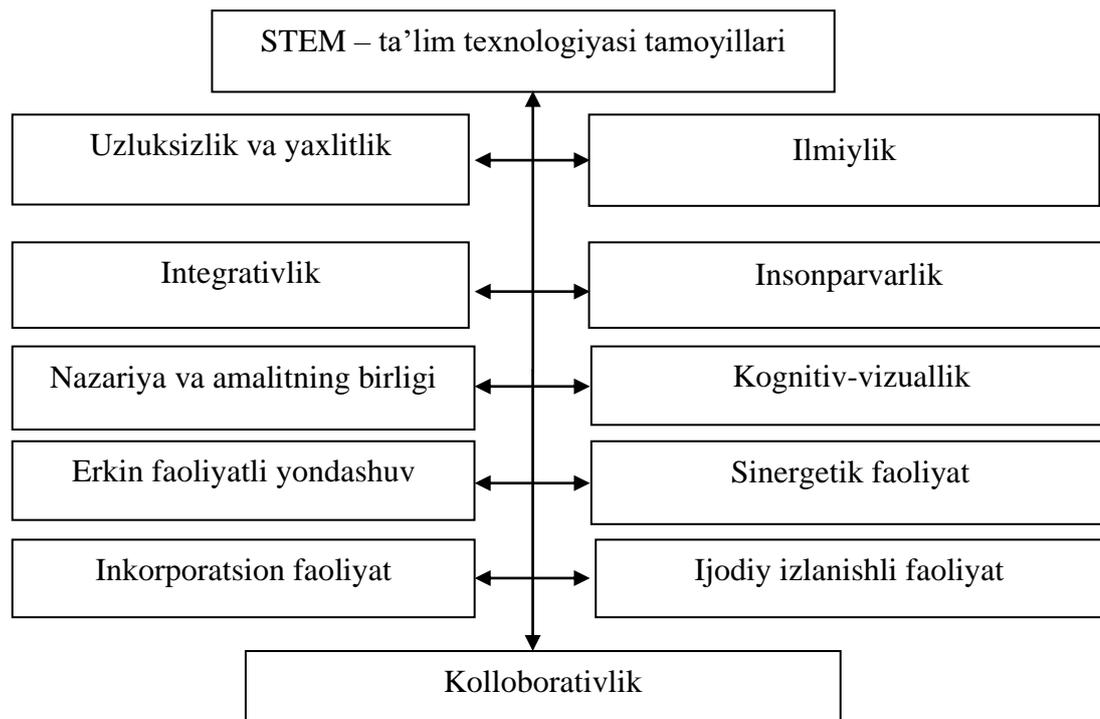 STEM – ta’lim texnologiyasi tamoyillari
Uzluksizlik va yaxlitlik
Ilmiylik
Integrativlik
Insonparvarlik
Nazariya va amalitning birligi
Kognitiv-vizuallik
Erkin faoliyatli yondashuv
Sinergetik faoliyat
Inkorporatsion faoliyat
Ijodiy izlanishli faoliyat
Kolloborativlik